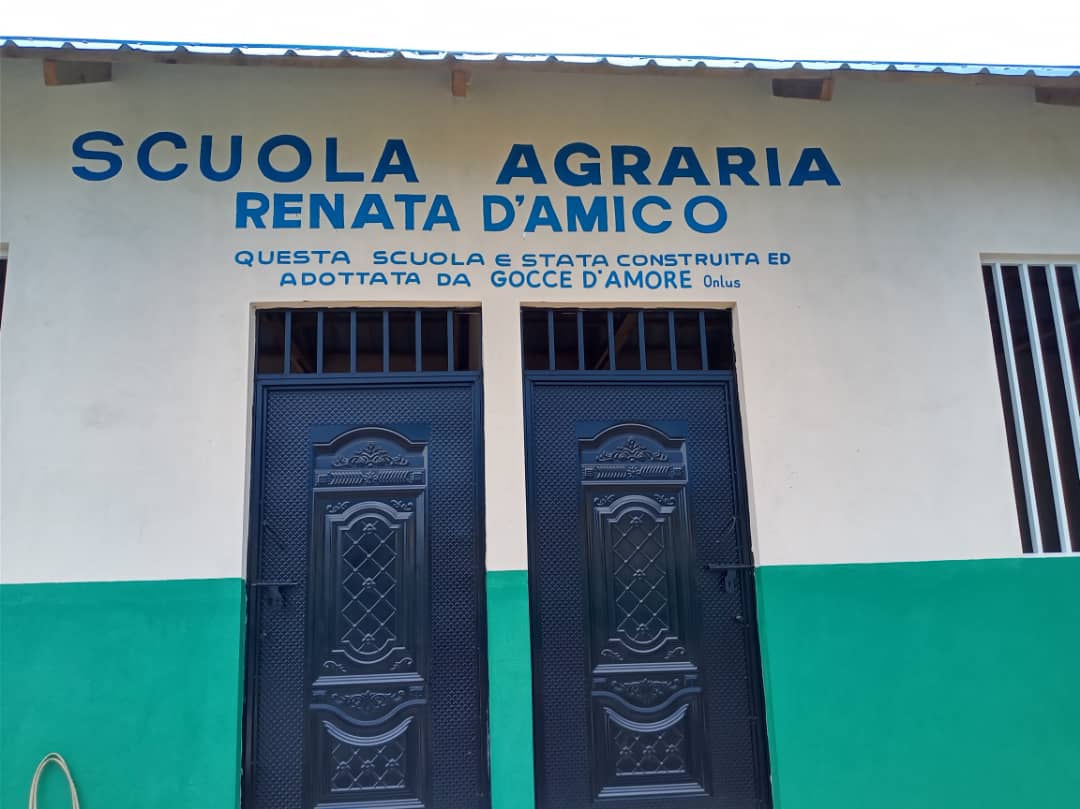 SCUOLA AGRARIA
RENATA D'AMICO
QUESTA SCUOLA E STATA CONSTRUITA ED
ADOTTATA DA GOCCE D'AMORE Onlus